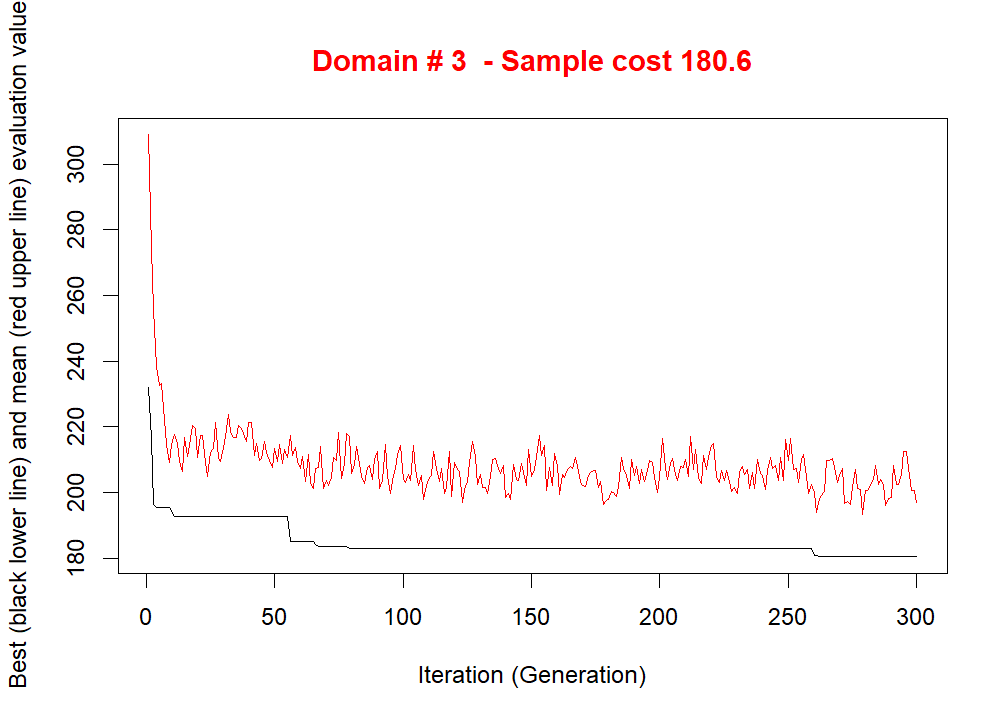 Domain # 3 - Sample cost 180.6
Best (black lower line) and mean (red upper line) evaluation value
300
280
260
240
220
200
180
0 50 100 150 200 250 300
Iteration (Generation)